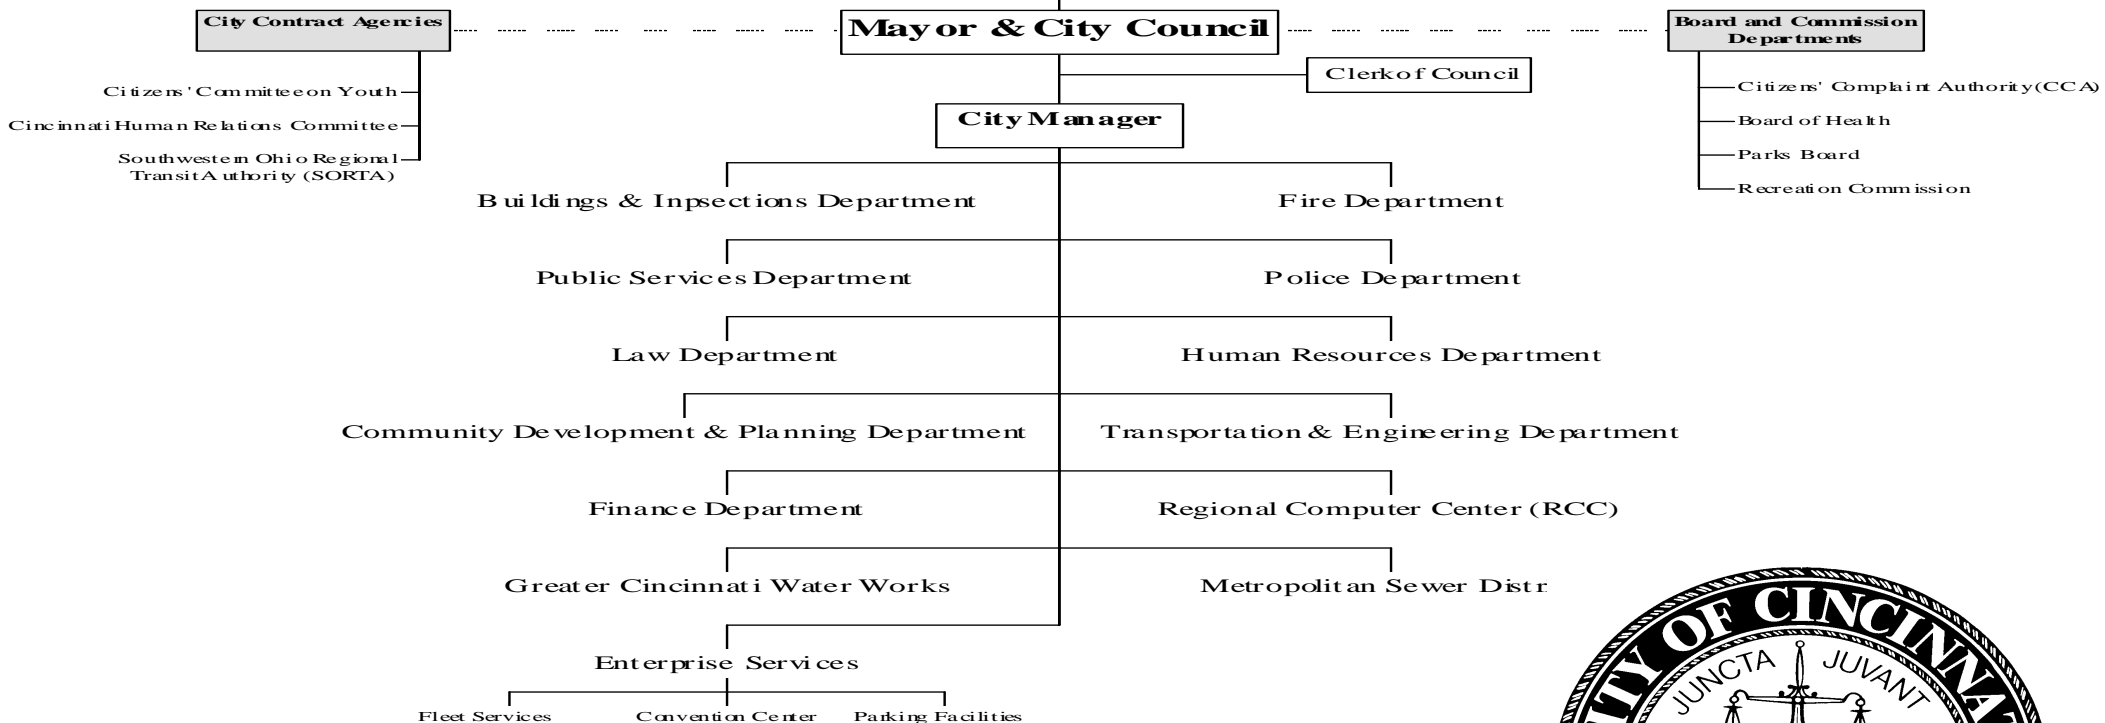 City Contract Agencies
Mayor & City Council
Board and Commission
Departments
Clerk of Council
Citizens' Committee on Youth
Citizens' Complaint Authority (CCA)
City Manager
Cincinnati Human Relations Committee
Board of Health
Southwestern Ohio Regional
Transit Authority (SORTA)
Parks Board
Recreation Commission
Buildings & Inpsections Department
Fire Department
Public Services Department
Police Department
Law Department
Human Resources Department
Community Development & Planning Department
Transportation & Engineering Department
Finance Department
Regional Computer Center (RCC)
Greater Cincinnati Water Works
Metropolitan Sewer Distr
Enterprise Services
Fleet Services
Convention Center
Parking Facilities
ITY OF CINCINNA
JUNCTA JUVANT